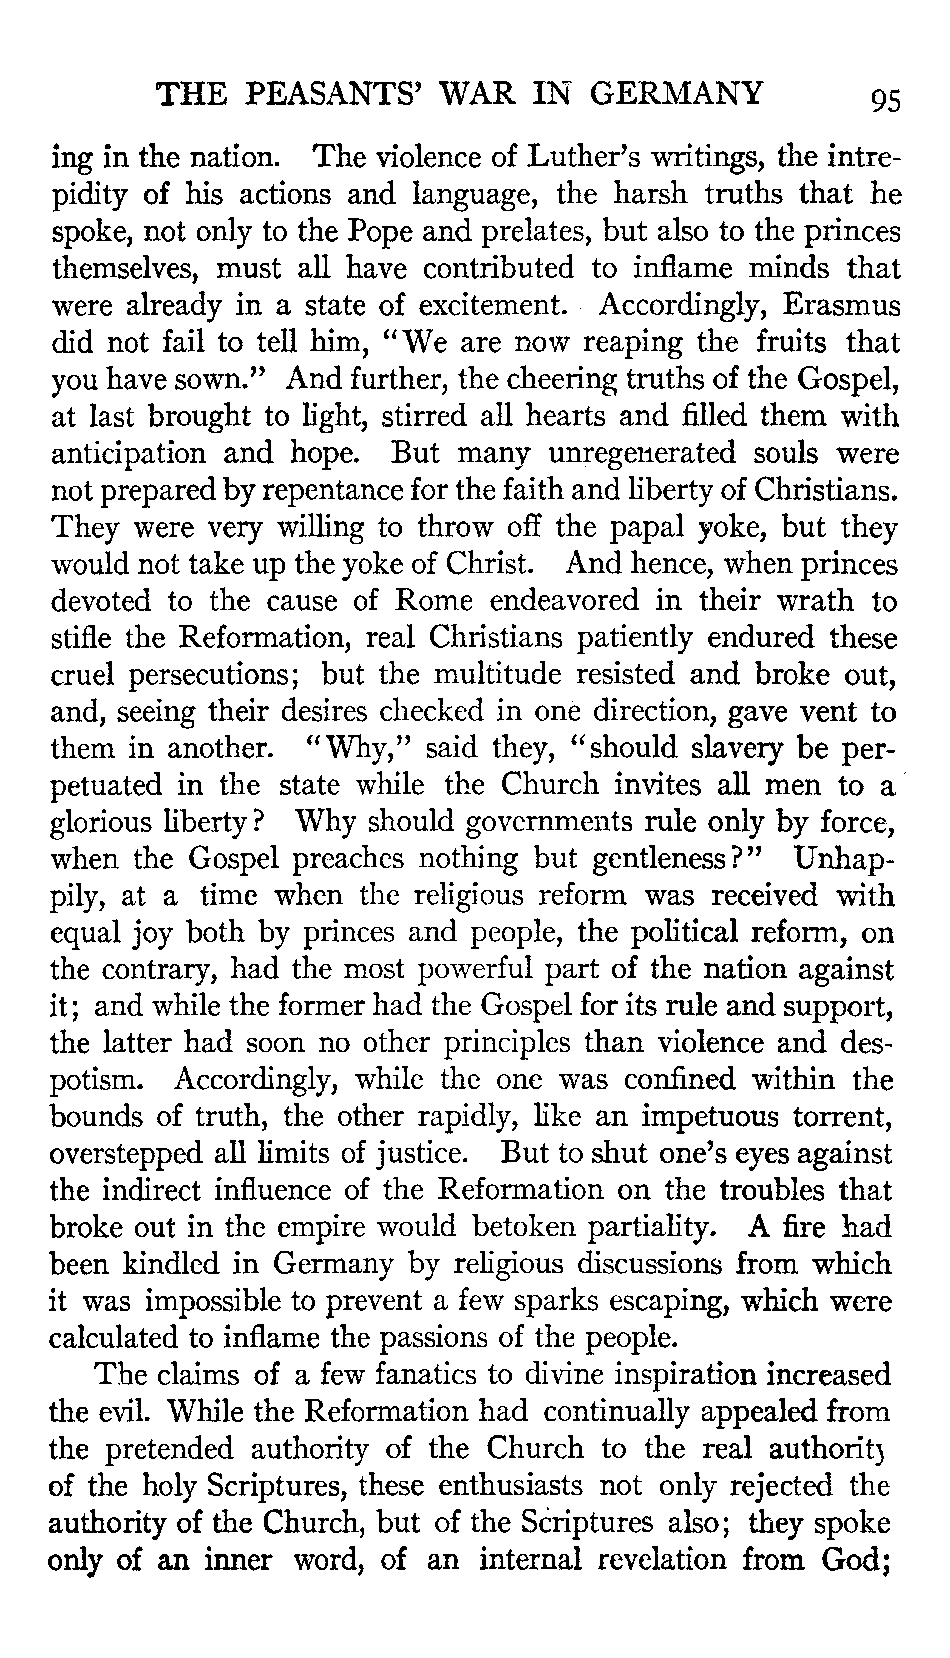 THE PEASANTS' WAR IN GERMANY 95
ing in the nation. The violence of Luther's writings, the intre-
pidity of his actions and language, the harsh truths that he
spoke, not only to the Pope and prelates, but also to the princes
themselves, must all have contributed to inflame minds that
were already in a state of excitement. Accordingly, Erasmus
did not fail to tell him, "We are now reaping the fruits that
you have sown." And further, the cheering truths of the Gospel,
at last brought to light, stirred all hearts and filled them with
anticipation and hope. But many unregenerated souls were
not prepared by repentance for the faith and liberty of Christians.
They were very willing to throw off the papal yoke, but they
would not take up the yoke of Christ. And hence, when princes
devoted to the cause of Rome endeavored in their wrath to
stifle the Reformation, real Christians patiently endured these
cruel persecutions; but the multitude resisted and broke out,
and, seeing their desires checked in one direction, gave vent to
them in another. "Why," said they, "should slavery be per-
petuated in the state while the Church invites all men to a
glorious liberty? Why should governments rule only by force,
when the Gospel preaches nothing but gentleness?" Unhap-
pily, at a time when the religious reform was received with
equal joy both by princes and people, the political reform, on
the contrary, had the most powerful part of the nation against
it; and while the former had the Gospel for its rule and support,
the latter had soon no other principles than violence and des-
potism. Accordingly, while the one was confined within the
bounds of truth, the other rapidly, like an impetuous torrent,
overstepped all limits of justice. But to shut one's eyes against
the indirect influence of the Reformation on the troubles that
broke out in the empire would betoken partiality. A fire had
been kindled in Germany by religious discussions from which
it was impossible to prevent a few sparks escaping, which were
calculated to inflame the passions of the people.
The claims of a few fanatics to divine inspiration increased
the evil. While the Reformation had continually appealed from
the pretended authority of the Church to the real authority
of the holy Scriptures, these enthusiasts not only rejected the
authority of the Church, but of the Scriptures also; they spoke
only of an inner word, of an internal revelation from God;